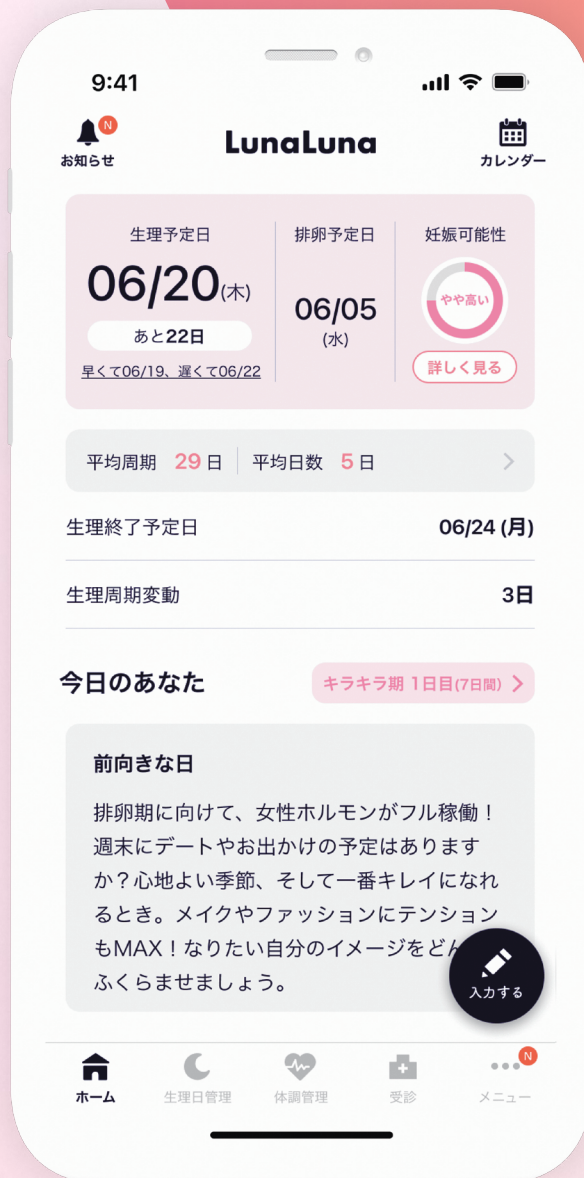 9:41
N
お知らせ
LunaLuna
カレンダー
生理予定日
06/20(木)
あと22日
早くて06/19、遅くて06/22
排卵予定日
06/05
(水)
妊娠可能性
やや高い
詳しく見る
平均周期 29日 平均日数 5日
生理終了予定日 06/24 (月)
生理周期変動 3日
今日のあなた キラキラ期 1日目(7日間)
前向きな日
排卵期に向けて、女性ホルモンがフル稼働！
週末にデートやお出かけの予定はあります
か？心地よい季節、そして一番キレイになれ
るとき。メイクやファッションにテンション
もMAX！なりたい自分のイメージをどん
ふくらませましょう。
入力する
ホーム
生理日管理
体調管理
受診
N
メニュー